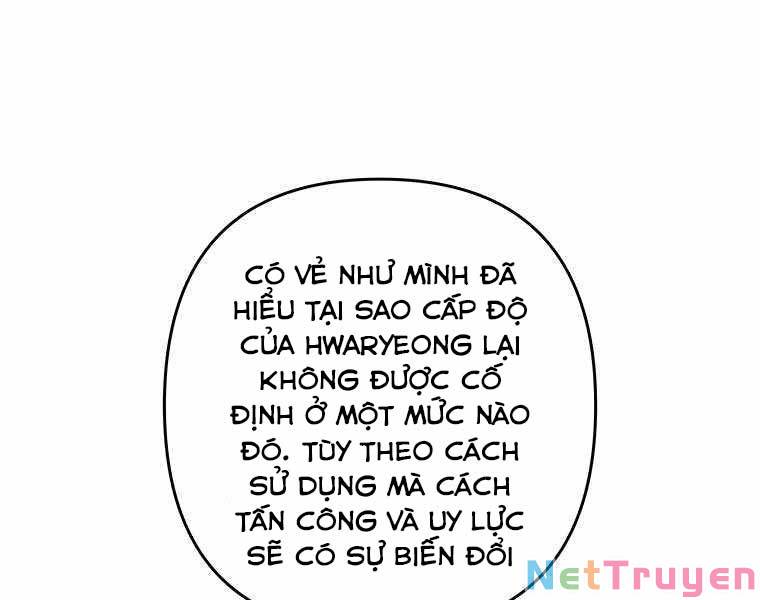 CÓ VẺ NHƯ MÌNH ĐÃ
HIỂU TẠI SAO CẤP ĐỘ
CỦA HWARYEONG LẠI
KHÔNG ĐƯỢC CỐ
ĐỊNH Ở MỘT MỨC NÀO
ĐÓ. TÙY THEO CÁCH
SỬ DỤNG MÀ CÁCH
TẤN CÔNG VÀ UY LỰC
SẼ CÓ SỰ BIẾN ĐỔI
NetTruyen